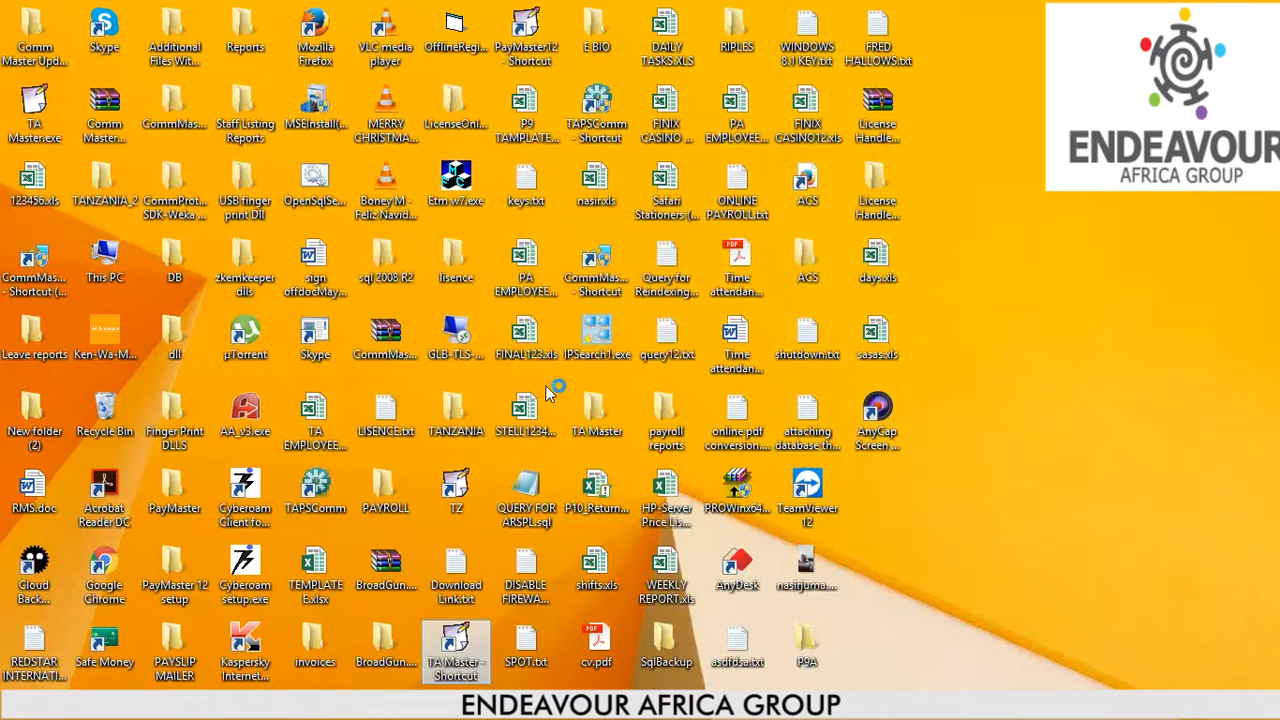 Comm
Master Upd...
Skype
Additional
Files Wit...
Reports
Mozilla
Firefox
VLC media
player
OfflineRegi...
PayMaster12
- Shortcut
E BIO
DAILY
TASKS.XLS
RIPLES
WINDOWS
8.1 KEY.txt
FRED
HALLOWS.txt
TA
Master.exe
Comm
Master...
CommMas...
Staff Listing
Reports
MSEInstall(...
MERRY
CHRISTMA...
LicenseOnl...
P9
TAMPLATE...
TAPSComm
- Shortcut
FINIX
CASINO ...
PA
EMPLOYEE...
FINIX
CASINO12.xls
License
Handle...
123456.xls
TANZANIA_2
CommProt...
SDK-Weka ...
USB finger
print Dll
OpenSqlSe...
Boney M -
Feliz Navid...
Etm w7.exe
keys.txt
nasir.xls
Safari
Stationers (...
ONLINE
PAYROLL.txt
ACS
License
Handle...
CommMas...
- Shortcut (...
This PC
DB
zkemkeeper
dlls
sign
offdocMay...
sql 2008 R2
lisence
PA
EMPLOYEE...
CommMas...
- Shortcut
Query for
Reindexing...
Time
attendan...
ACS
days.xls
Leave reports
Ken-Wa-M...
dll
µTorrent
Skype
CommMas...
GLB-TLS-...
FINAL123.xls
IPSearch1.exe
query12.txt
Time
attendan...
shutdown.txt
sasas.xls
New folder
(2)
Recycle Bin
Finger Print
DLLS
AA_v3.exe
TA
EMPLOYEE...
LISENCE.txt
TANZANIA
STELL1234...
TA Master
payroll
reports
online pdf
conversion....
attaching
database th...
AnyCap
Screen ...
RMS.doc
Acrobat
Reader DC
PayMaster
Cyberoam
Client fo...
TAPSComm
PAYROLL
TZ
QUERY FOR
ARSPL.sql
P10_Return...
HP-Server
Price Lis...
PROWinx64...
TeamViewer
12
Cloud
Back...
Google
Chrome
PayMaster 12
setup
Cyberoam
setup.exe
TEMPLATE
E.xlsx
BroadGun....
Download
Link.txt
DISABLE
FIREWA...
shifts.xls
WEEKLY
REPORT.xls
AnyDesk
nasirjuma....
REDSTAR
INTERNATI...
Safe Money
PAYSLIP
MAILER
Kaspersky
Internet...
invoices
BroadGun....
TA Master -
Shortcut
SPOT.txt
cv.pdf
SqlBackup
asdfdsa.txt
P9A
ENDEAVOUR
AFRICA GROUP
ENDEAVOUR AFRICA GROUP